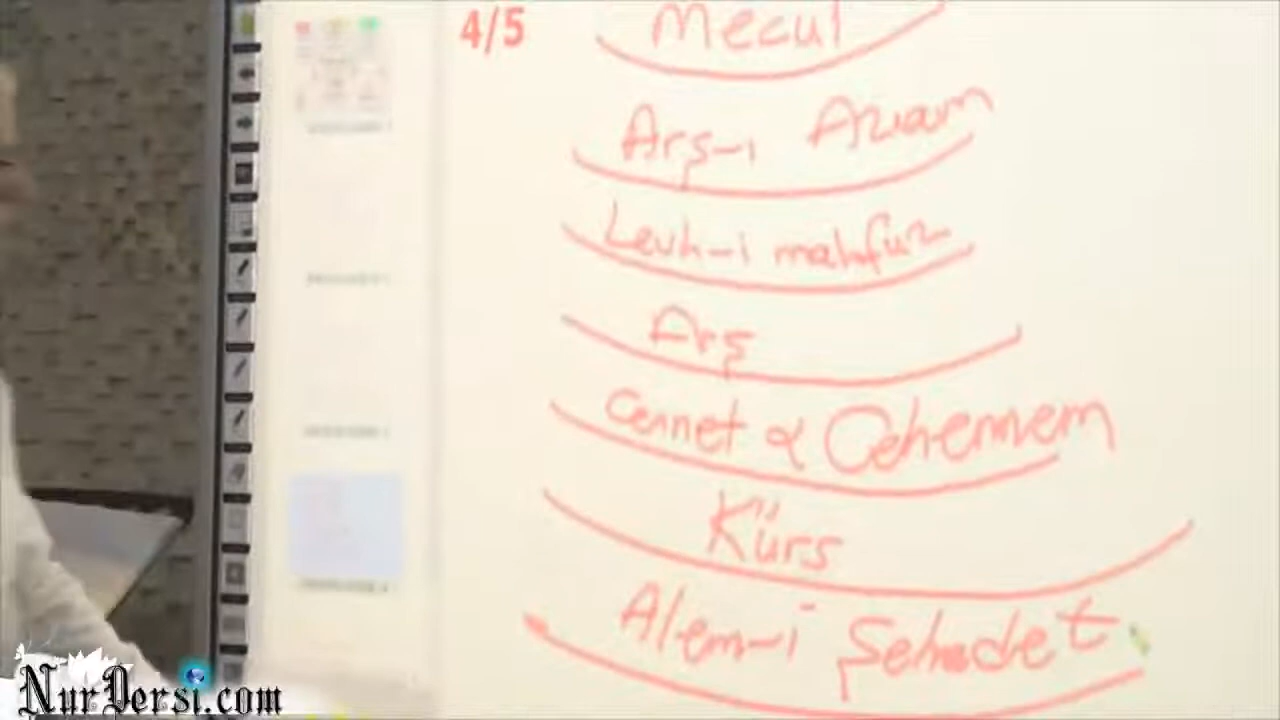 4/5
Mecul
Arş-ı Azam
Levh-i mahfuz
Arş
Cennet & Cehennem
Kürs
Alem-i Şehadet
NurDersi.com